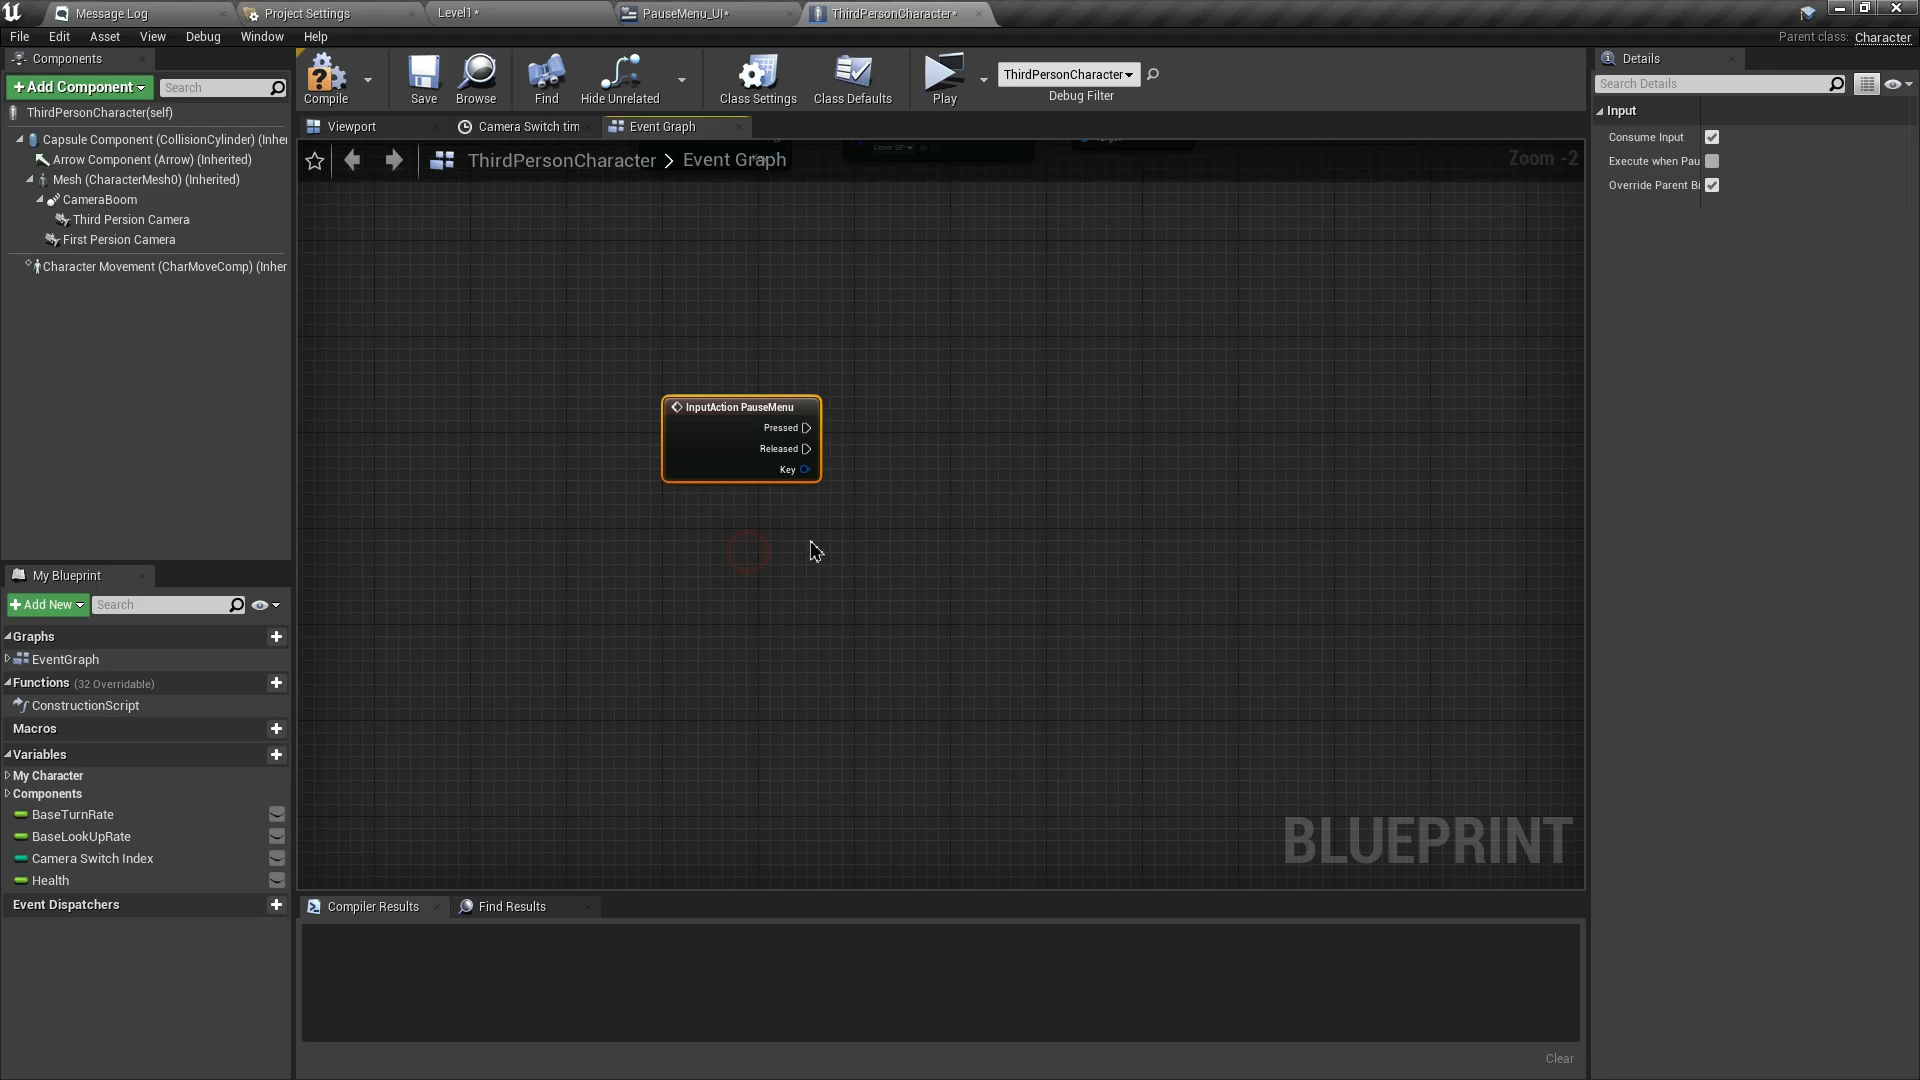 Message Log
Project Settings
Level1*
PauseMenu_UI*
ThirdPersonCharacter*
File
Edit
Asset
View
Debug
Window
Help
Parent class:
Character
Components
+Add Component
Search
ThirdPersonCharacter(self)
Capsule Component (CollisionCylinder) (Inher
Arrow Component (Arrow) (Inherited)
Mesh (CharacterMesh0) (Inherited)
CameraBoom
Third Persion Camera
First Persion Camera
Character Movement (CharMoveComp) (Inher
Compile
Save
Browse
Find
Hide Unrelated
Class Settings
Class Defaults
Play
ThirdPersonCharacter
Debug Filter
Viewport
Camera Switch tim
Event Graph
ThirdPersonCharacter > Event Graph
Zoom -2
InputAction PauseMenu
Pressed
Released
Key
BLUEPRINT
Compiler Results
Find Results
Clear
My Blueprint
+Add New
Search
Graphs
EventGraph
Functions (32 Overridable)
ConstructionScript
Macros
Variables
My Character
Components
BaseTurnRate
BaseLookUpRate
Camera Switch Index
Health
Event Dispatchers
Details
Search Details
Input
Consume Input
Execute when Pau
Override Parent Bi